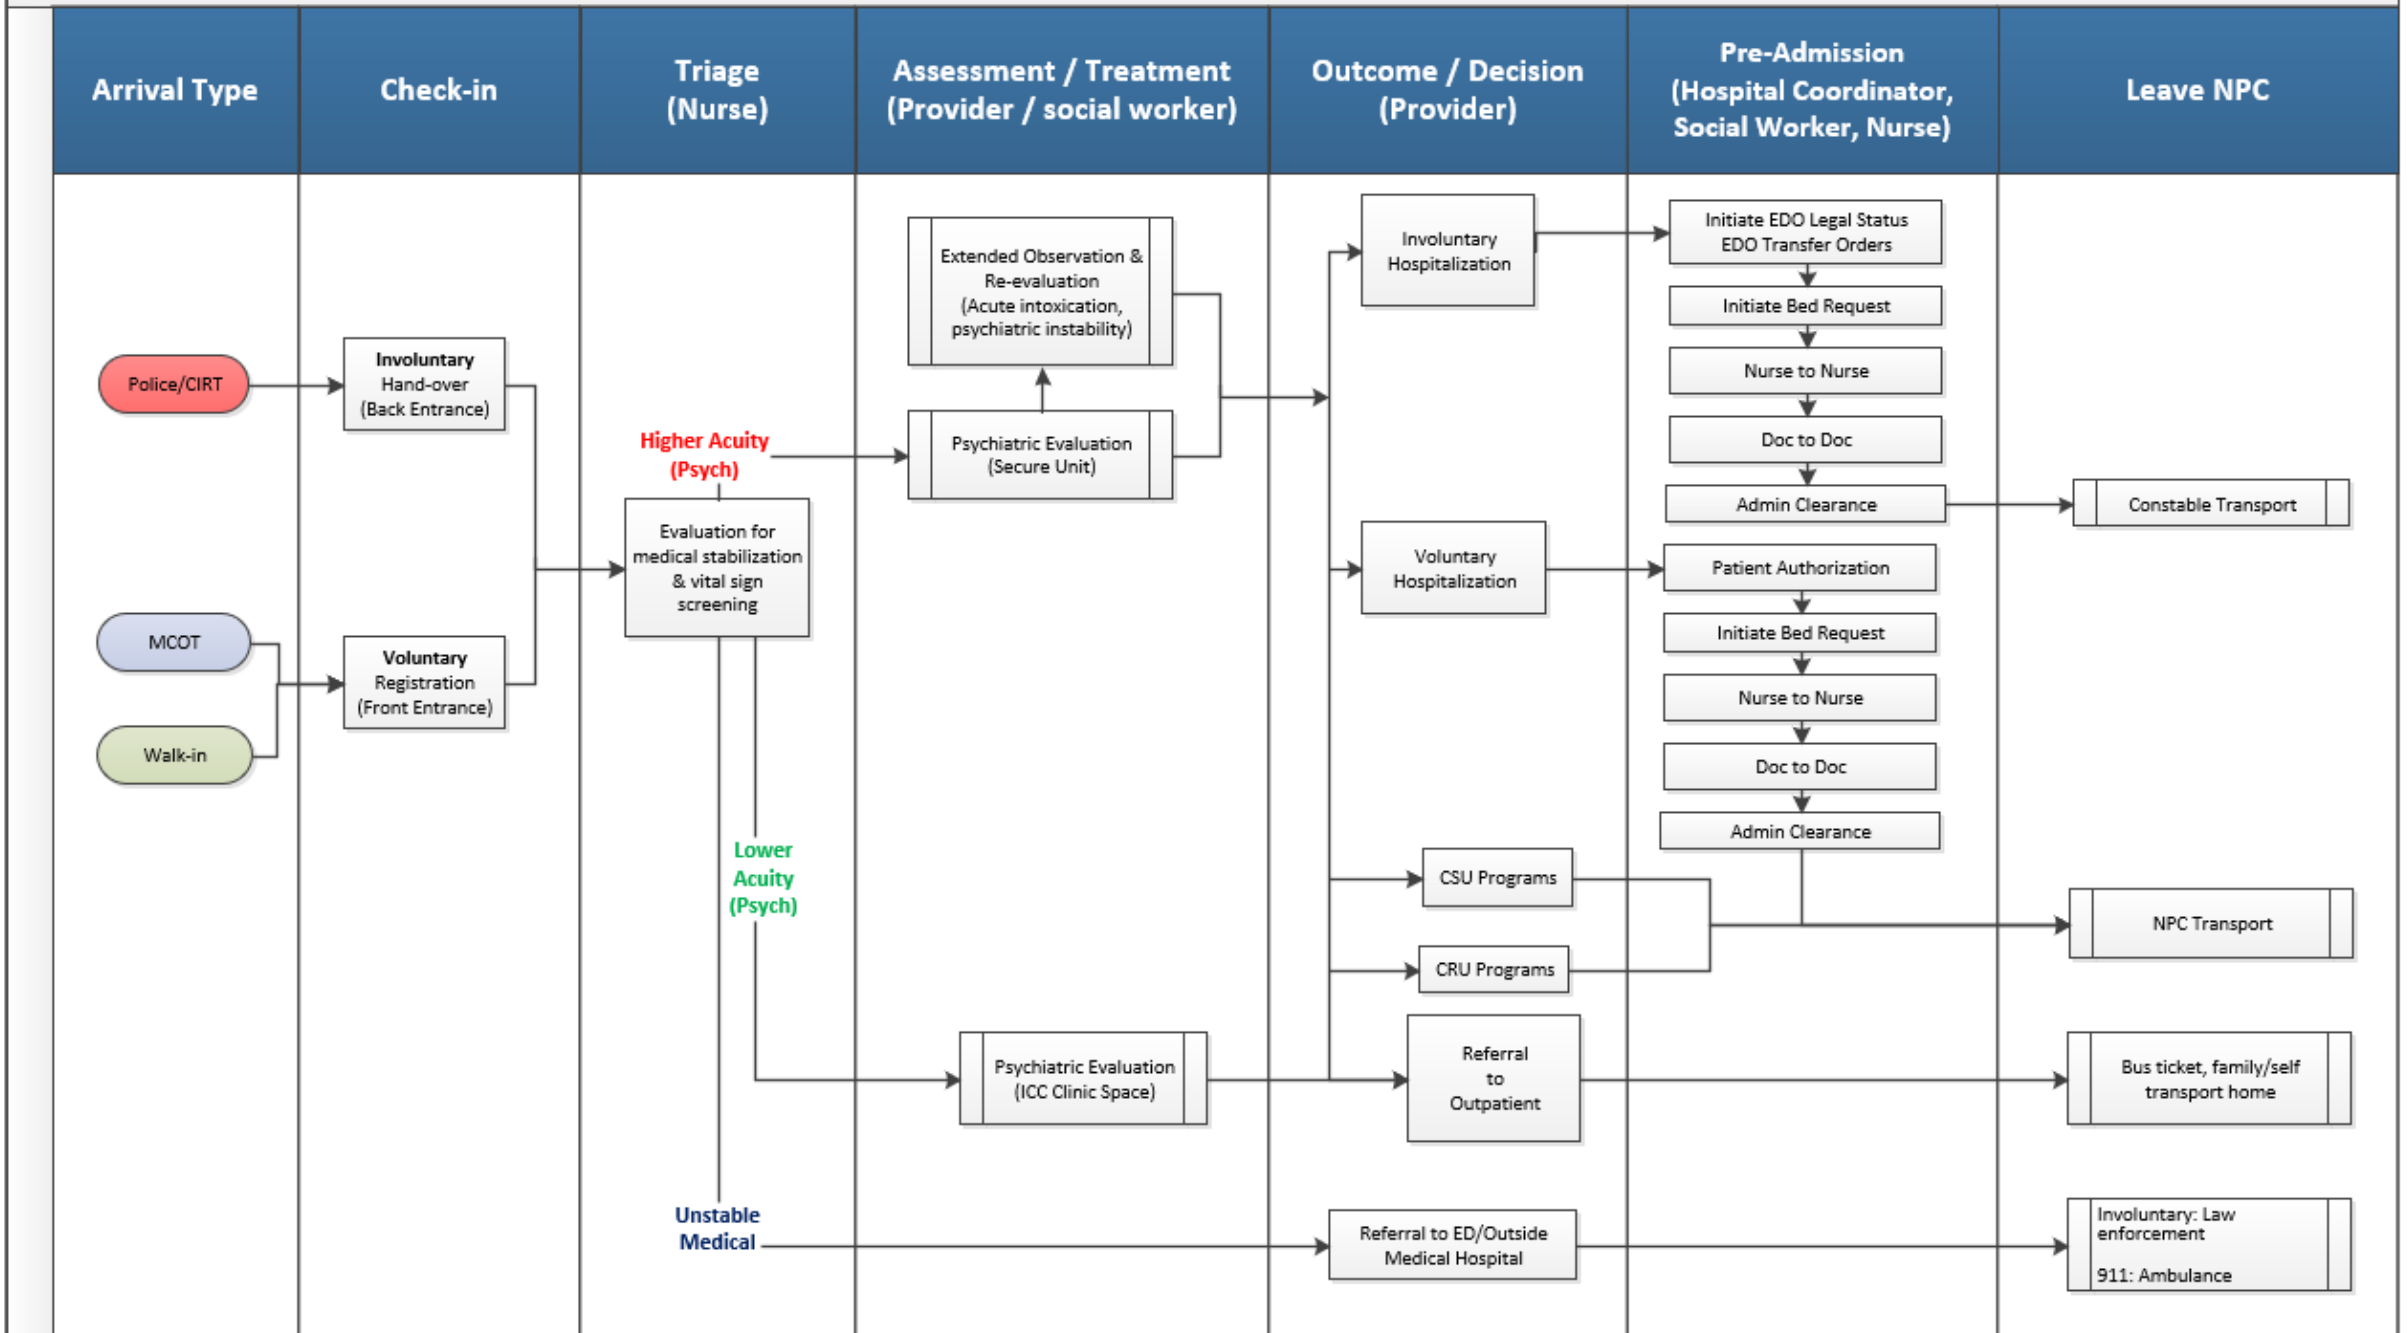 Arrival Type
Check-in
Triage
(Nurse)
Assessment / Treatment
(Provider / social worker)
Outcome / Decision
(Provider)
Pre-Admission
(Hospital Coordinator,
Social Worker, Nurse)
Leave NPC
Police/CIRT
MCOT
Walk-in
Involuntary
Hand-over
(Back Entrance)
Voluntary
Registration
(Front Entrance)
Higher Acuity
(Psych)
Evaluation for
medical stabilization
& vital sign
screening
Lower
Acuity
(Psych)
Unstable
Medical
Extended Observation &
Re-evaluation
(Acute intoxication,
psychiatric instability)
Psychiatric Evaluation
(Secure Unit)
Psychiatric Evaluation
(ICC Clinic Space)
Involuntary
Hospitalization
Voluntary
Hospitalization
CSU Programs
CRU Programs
Referral
to
Outpatient
Referral to ED/Outside
Medical Hospital
Initiate EDO Legal Status
EDO Transfer Orders
Initiate Bed Request
Nurse to Nurse
Doc to Doc
Admin Clearance
Patient Authorization
Initiate Bed Request
Nurse to Nurse
Doc to Doc
Admin Clearance
Constable Transport
NPC Transport
Bus ticket, family/self
transport home
Involuntary: Law
enforcement
911: Ambulance